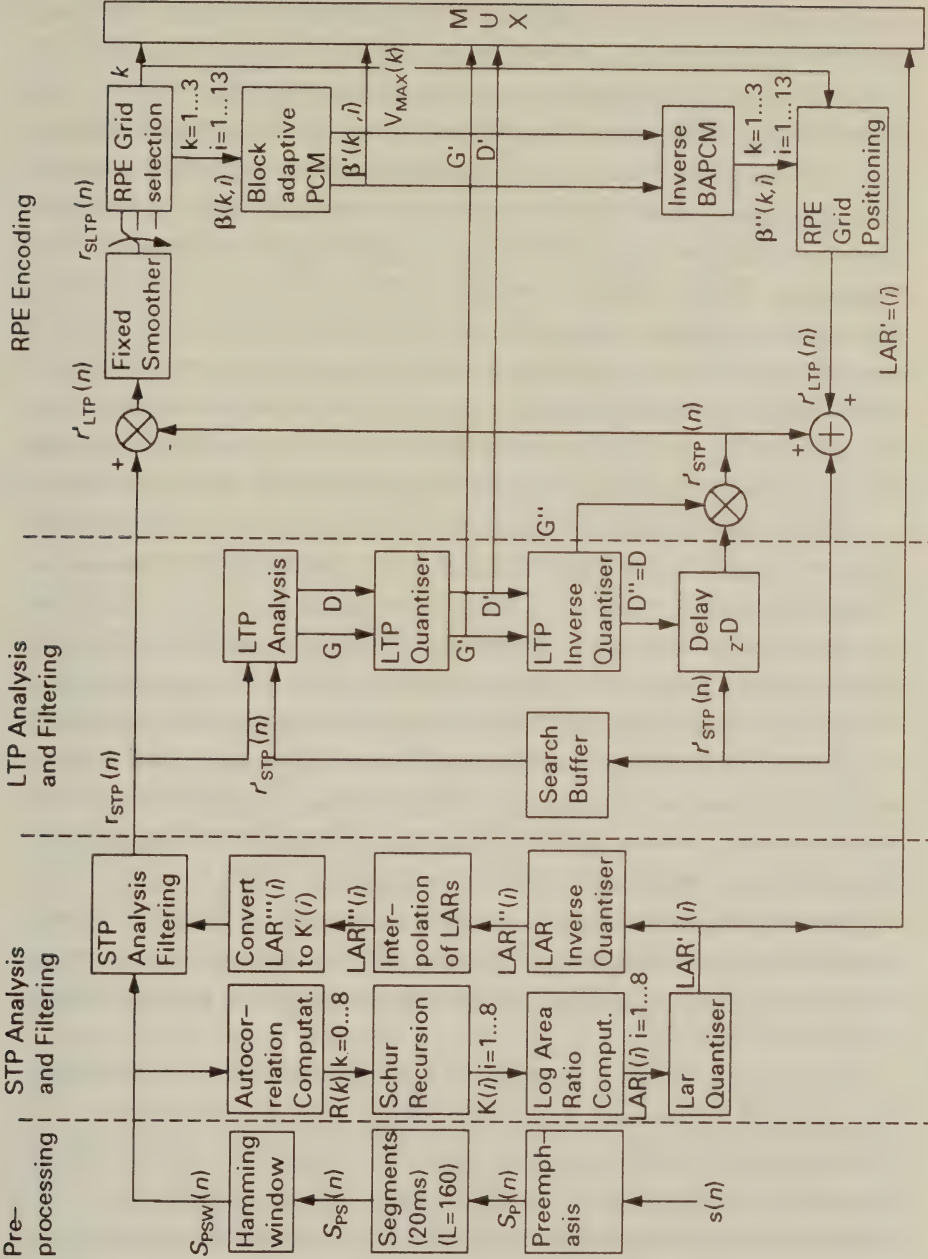 Pre-
processing
STP Analysis
and Filtering
LTP Analysis
and Filtering
RPE Encoding
s(n)
Preemph-
asis
S_P(n)
Segments
(20ms)
(L=160)
S_PS(n)
Hamming
window
S_PSW(n)
STP
Analysis
Filtering
Autocor-
relation
Computat.
R(k) k=0...8
Schur
Recursion
K(i) i=1...8
Log Area
Ratio
Comput.
LAR(i) i=1...8
Lar
Quantiser
LAR'(i)
LAR
Inverse
Quantiser
LAR''(i)
Inter-
polation
of LARs
LAR'''(i)
Convert
LAR'''(i)
to K'(i)
r_STP(n)
r'_STP(n)
LTP
Analysis
G
D
LTP
Quantiser
G'
D'
LTP
Inverse
Quantiser
G''
D''=D
Delay
z^-D
r'_STP(n)
Search
Buffer
r'_STP(n)
+
-
r'_LTP(n)
Fixed
Smoother
r_SLTP(n)
RPE Grid
selection
k
k=1...3
i=1...13
β(k,i)
Block
adaptive
PCM
β'(k,i)
V_MAX(k)
G'
D'
Inverse
BAPCM
k=1...3
i=1...13
β''(k,i)
RPE
Grid
Positioning
r'_LTP(n)
+
+
LAR'=(i)
M
U
X